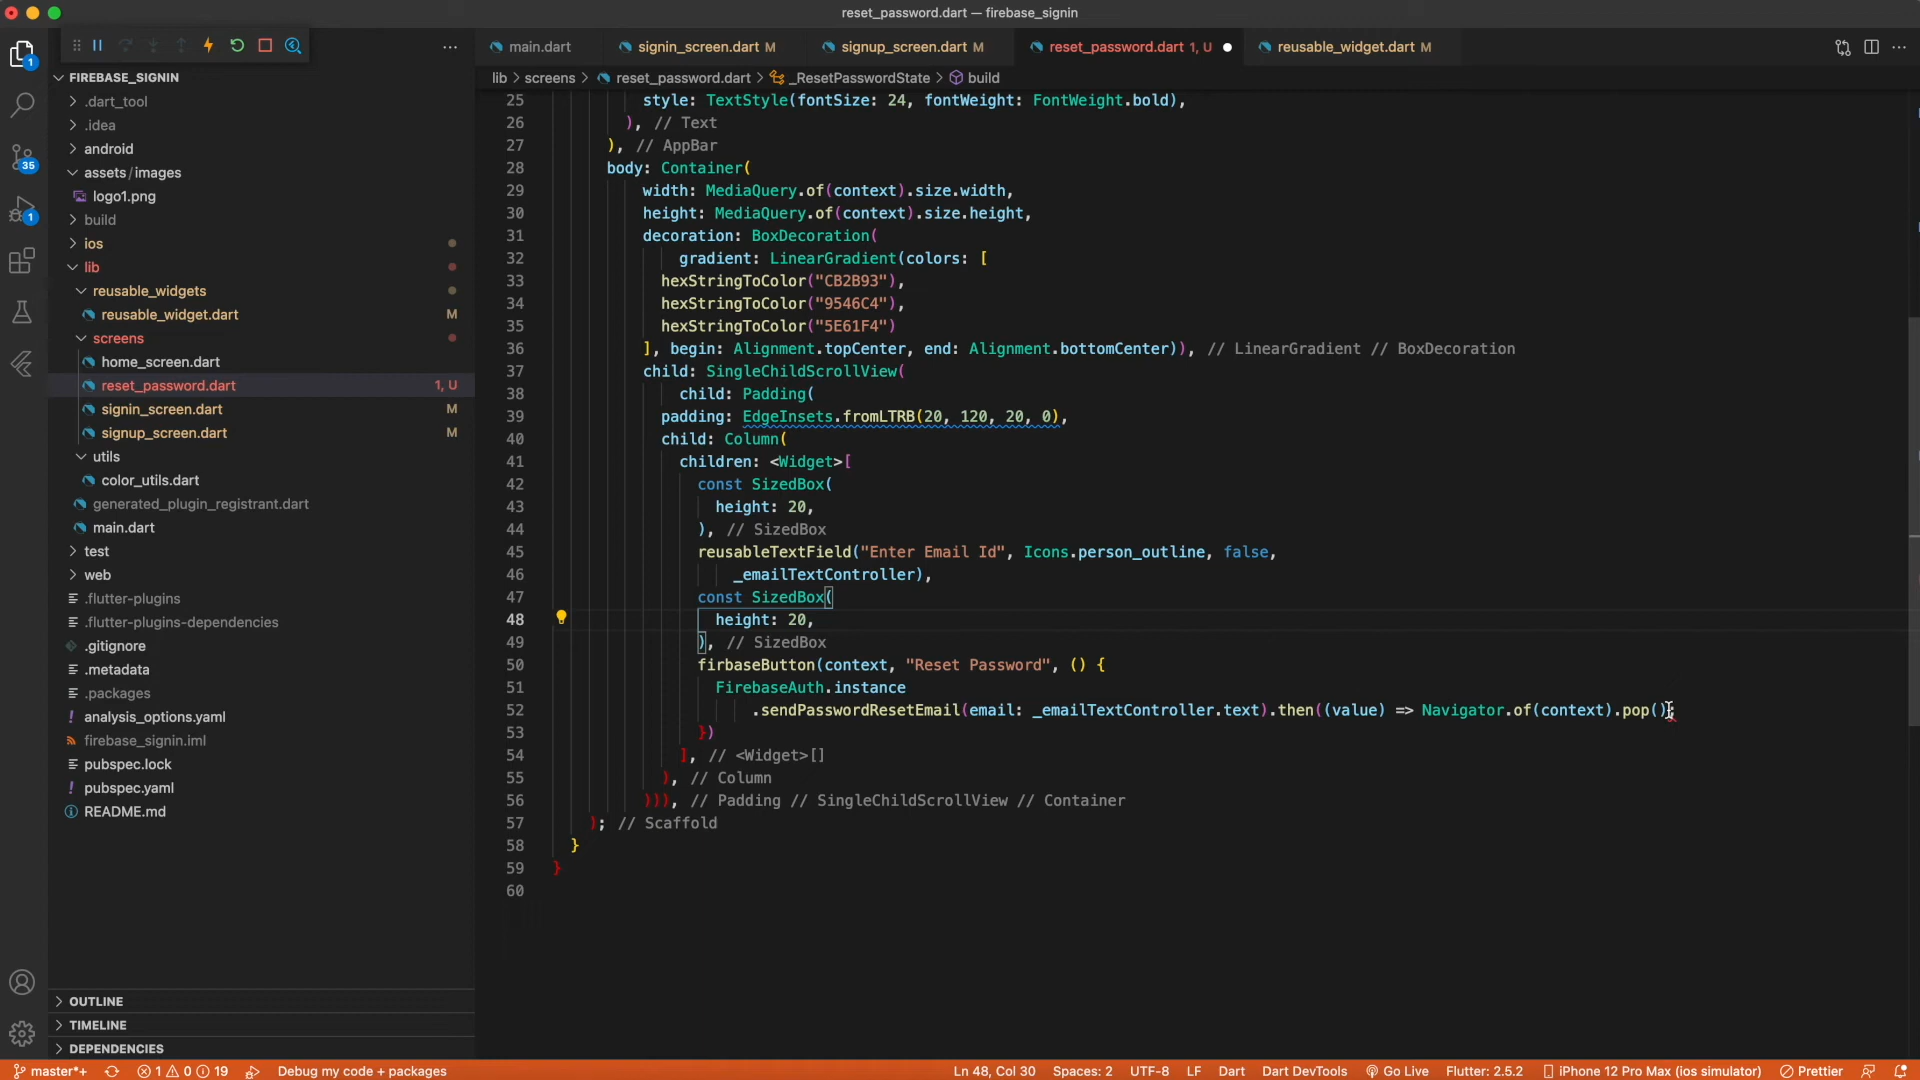 reset_password.dart — firebase_signin
main.dart
signin_screen.dart M
signup_screen.dart M
reset_password.dart 1, U
reusable_widget.dart M
lib > screens > reset_password.dart > _ResetPasswordState > build
1
35
1
FIREBASE_SIGNIN
.dart_tool
.idea
android
assets/images
logo1.png
build
ios
lib
reusable_widgets
reusable_widget.dart M
screens
home_screen.dart
reset_password.dart 1, U
signin_screen.dart M
signup_screen.dart M
utils
color_utils.dart
generated_plugin_registrant.dart
main.dart
test
web
.flutter-plugins
.flutter-plugins-dependencies
.gitignore
.metadata
.packages
analysis_options.yaml
firebase_signin.iml
pubspec.lock
pubspec.yaml
README.md
OUTLINE
TIMELINE
DEPENDENCIES
25 style: TextStyle(fontSize: 24, fontWeight: FontWeight.bold),
26 ), // Text
27 ), // AppBar
28 body: Container(
29 width: MediaQuery.of(context).size.width,
30 height: MediaQuery.of(context).size.height,
31 decoration: BoxDecoration(
32 gradient: LinearGradient(colors: [
33 hexStringToColor("CB2B93"),
34 hexStringToColor("9546C4"),
35 hexStringToColor("5E61F4")
36 ], begin: Alignment.topCenter, end: Alignment.bottomCenter)), // LinearGradient // BoxDecoration
37 child: SingleChildScrollView(
38 child: Padding(
39 padding: EdgeInsets.fromLTRB(20, 120, 20, 0),
40 child: Column(
41 children: <Widget>[
42 const SizedBox(
43 height: 20,
44 ), // SizedBox
45 reusableTextField("Enter Email Id", Icons.person_outline, false,
46 _emailTextController),
47 const SizedBox(
48 height: 20,
49 ), // SizedBox
50 firbaseButton(context, "Reset Password", () {
51 FirebaseAuth.instance
52 .sendPasswordResetEmail(email: _emailTextController.text).then((value) => Navigator.of(context).pop();
53 })
54 ], // <Widget>[]
55 ), // Column
56 ))), // Padding // SingleChildScrollView // Container
57 ); // Scaffold
58 }
59 }
60
master*+ 1 0 19 Debug my code + packages Ln 48, Col 30 Spaces: 2 UTF-8 LF Dart Dart DevTools Go Live Flutter: 2.5.2 iPhone 12 Pro Max (ios simulator) Prettier